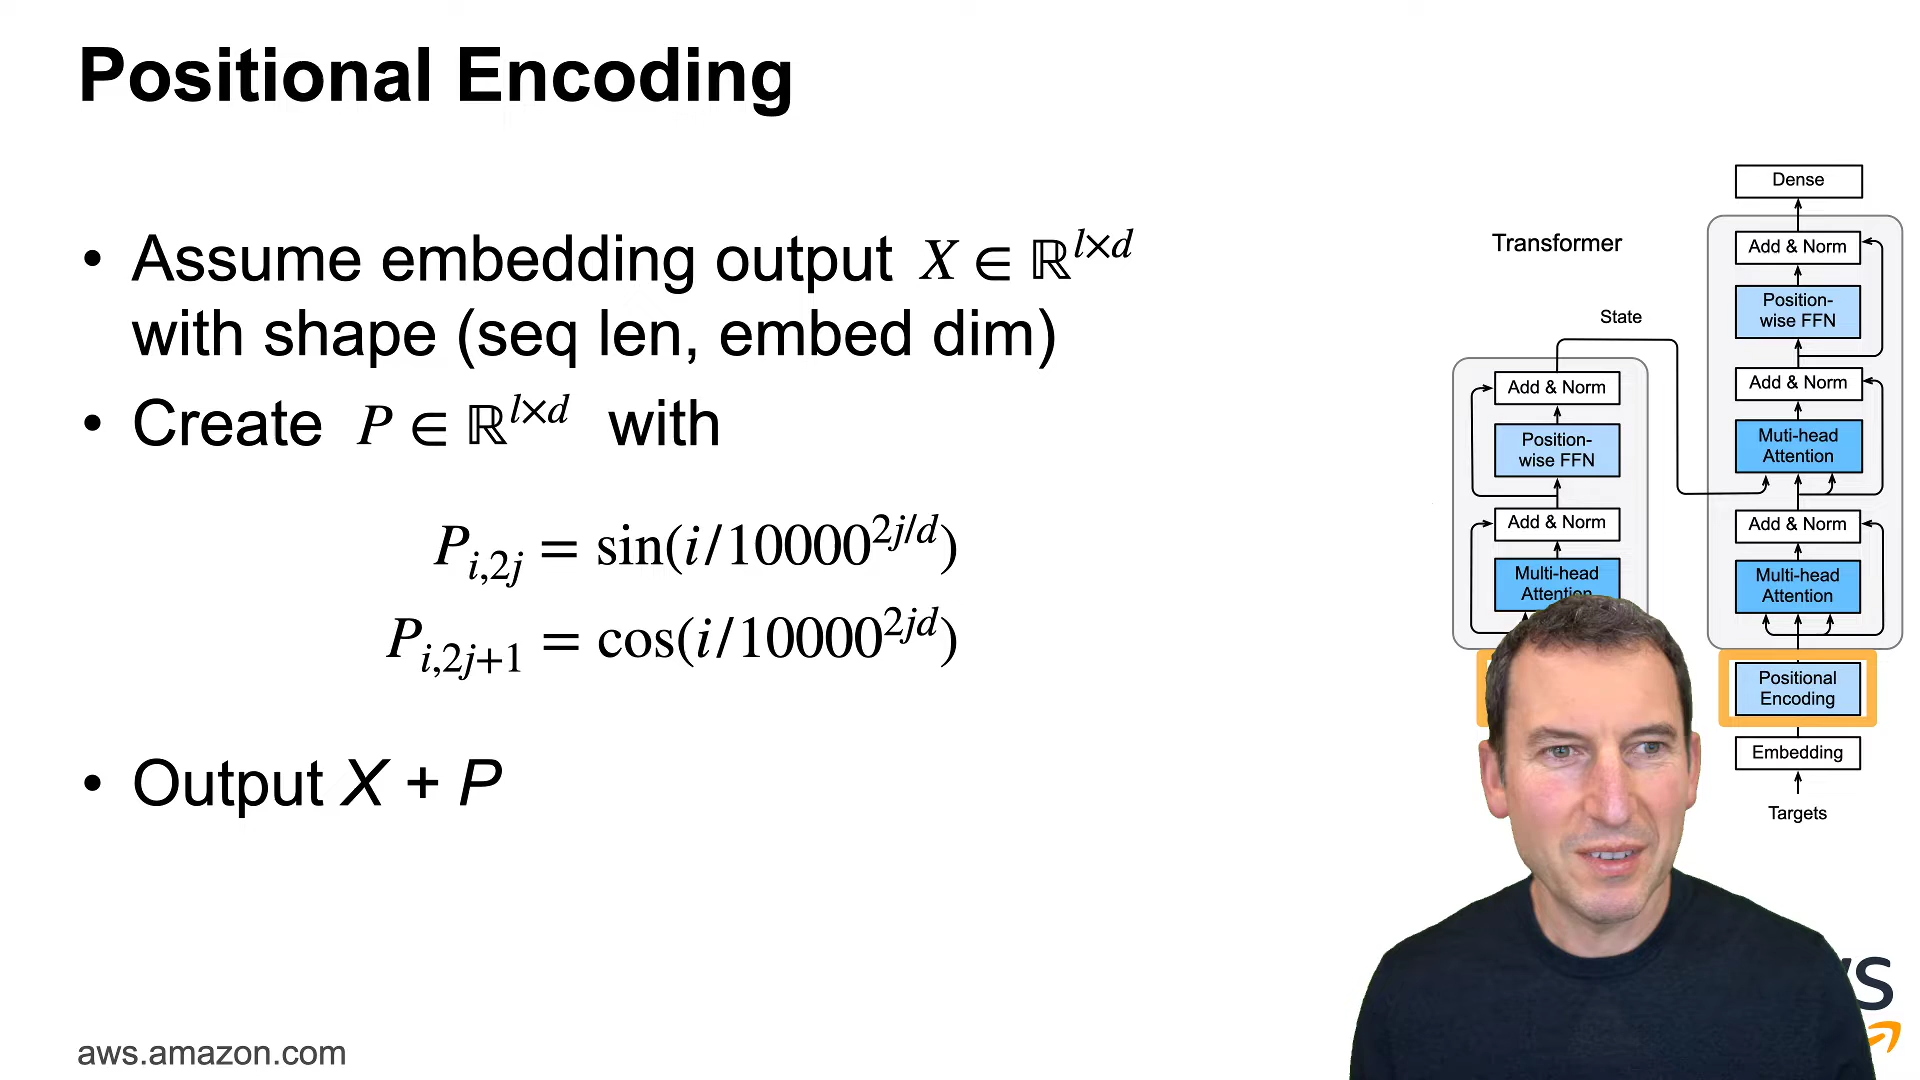 Positional Encoding
• Assume embedding output X ∈ ℝ^{l×d}
with shape (seq len, embed dim)
• Create P ∈ ℝ^{l×d} with
P_{i,2j} = sin(i/10000^{2j/d})
P_{i,2j+1} = cos(i/10000^{2jd})
• Output X + P
aws.amazon.com
Transformer
State
Add & Norm
Position-
wise FFN
Add & Norm
Multi-head
Attention
Dense
Add & Norm
Position-
wise FFN
Add & Norm
Muti-head
Attention
Add & Norm
Multi-head
Attention
Positional
Encoding
Embedding
Targets